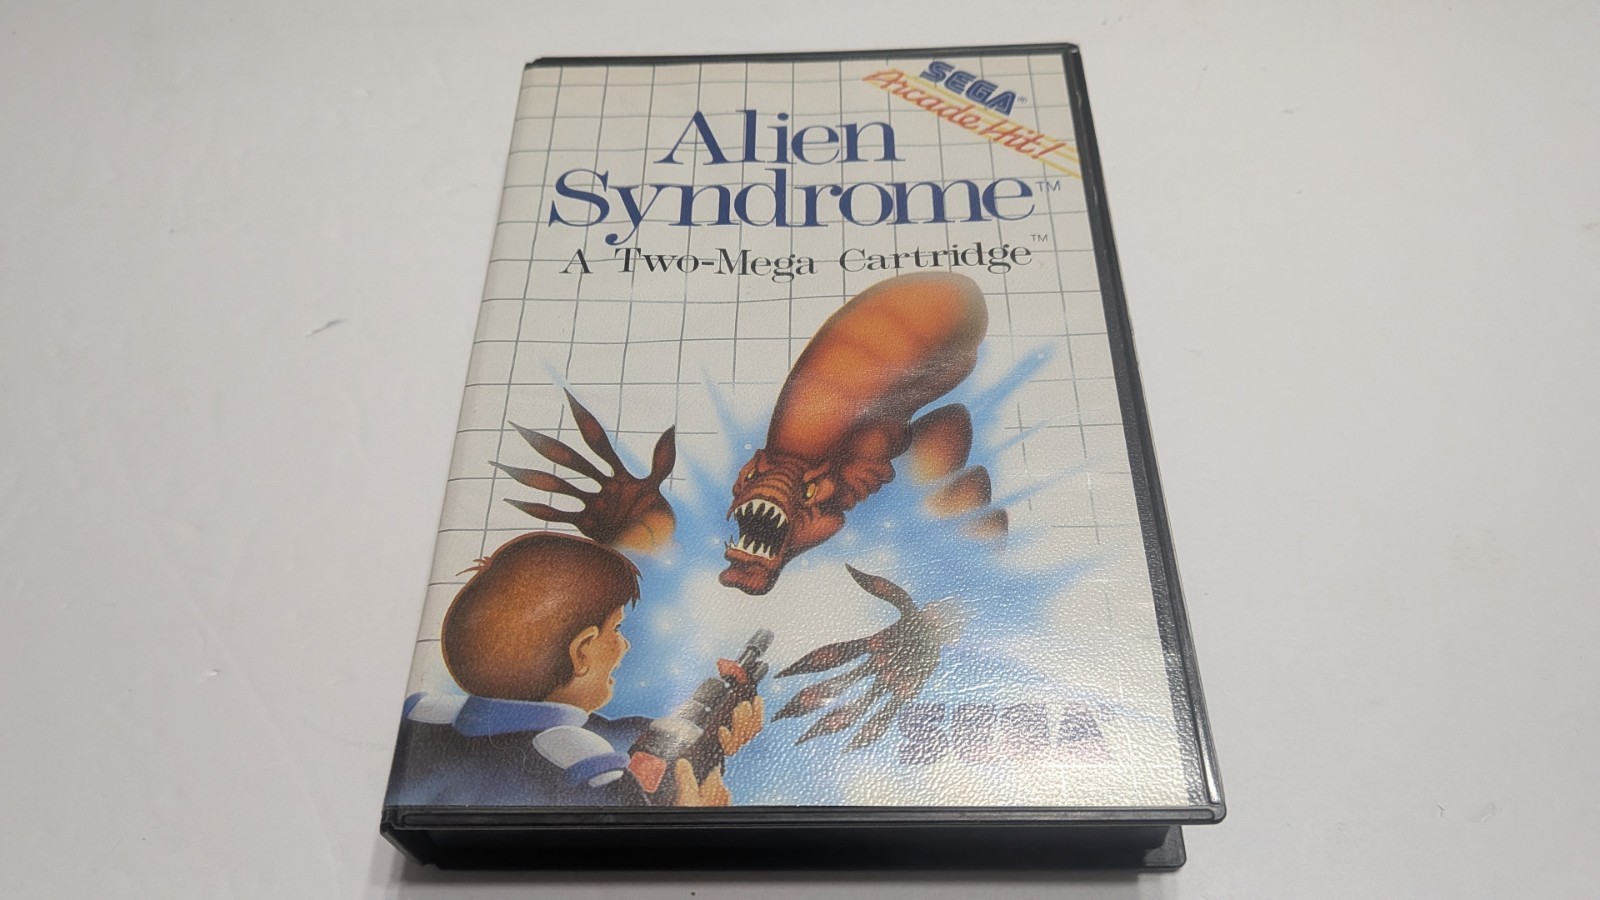 SEGA®
Arcade Hit!
Alien
Syndrome™
A Two-Mega Cartridge™
SEGA